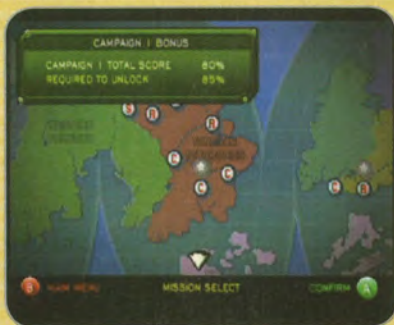 CAMPAIGN 1 BONUS
CAMPAIGN 1 TOTAL SCORE 80%
REQUIRED TO UNLOCK 85%
S
A
A
C
C
C
C
C
A
B MAIN MENU
MISSION SELECT
CONFIRM A